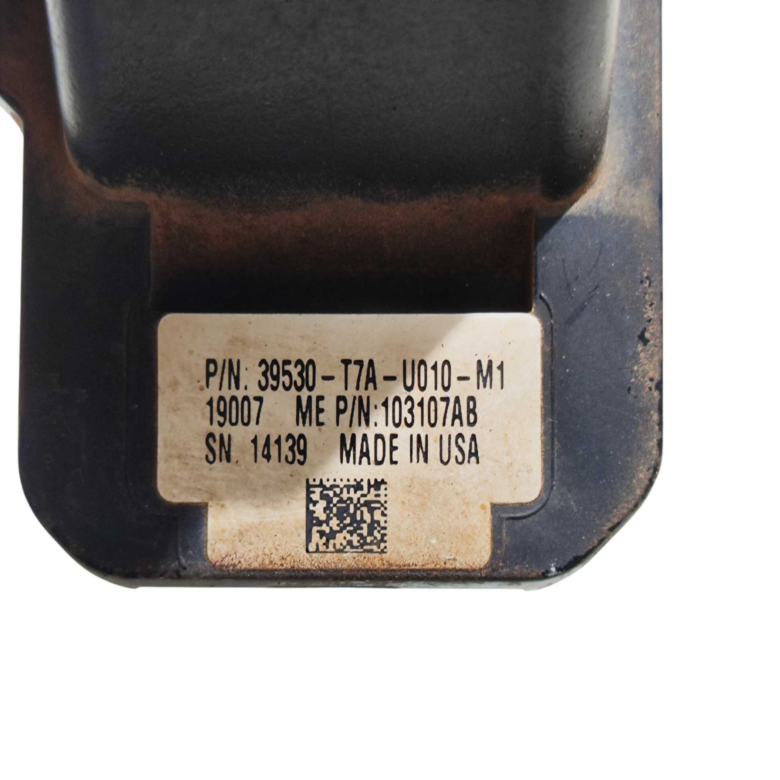 P/N: 39530-T7A-U010-M1
19007 ME P/N:103107AB
SN. 14139 MADE IN USA